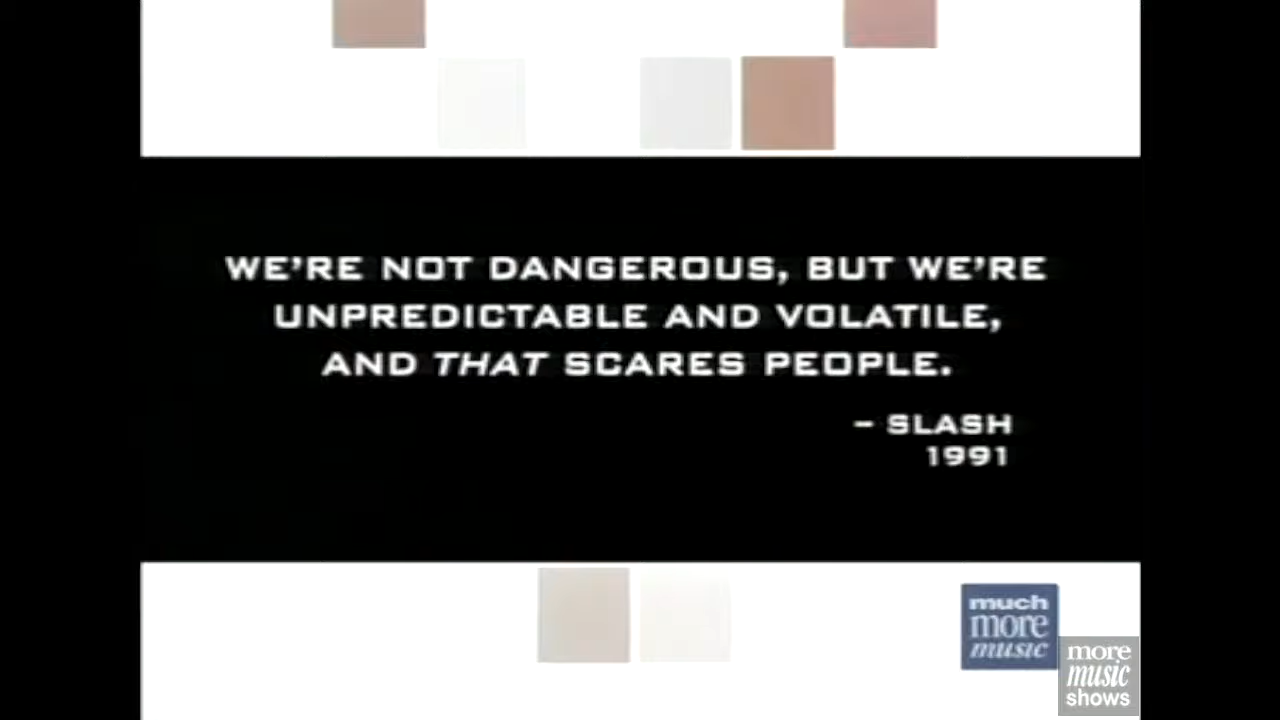 WE'RE NOT DANGEROUS, BUT WE'RE
UNPREDICTABLE AND VOLATILE,
AND THAT SCARES PEOPLE.
– SLASH
1991
much
more
music
more
music
shows